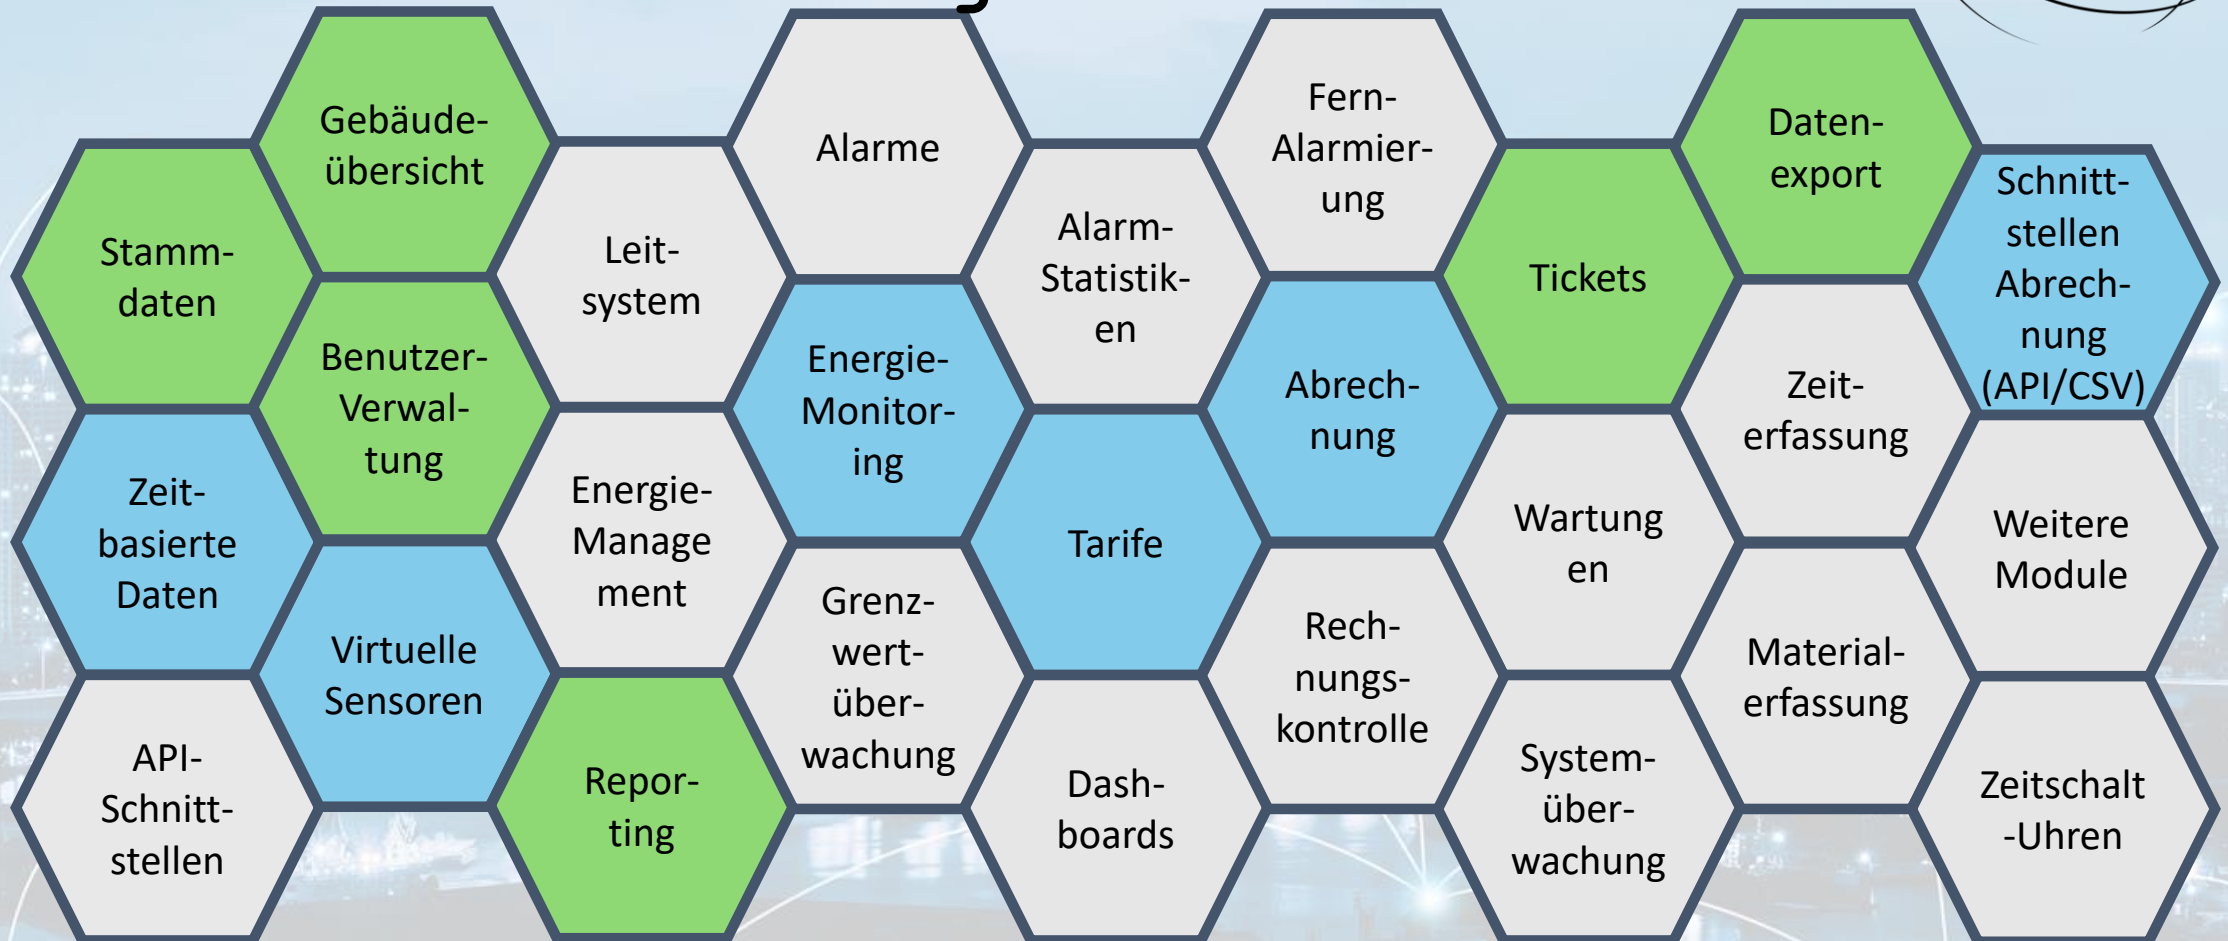 Gebäude-
übersicht
Alarme
Fern-
Alarmier-
ung
Daten-
export
Stamm-
daten
Leit-
system
Alarm-
Statistik-
en
Tickets
Schnitt-
stellen
Abrech-
nung
(API/CSV)
Benutzer-
Verwal-
tung
Energie-
Monitor-
ing
Abrech-
nung
Zeit-
erfassung
Zeit-
basierte
Daten
Energie-
Manage
ment
Tarife
Wartung
en
Weitere
Module
Virtuelle
Sensoren
Grenz-
wert-
über-
wachung
Rech-
nungs-
kontrolle
Material-
erfassung
API-
Schnitt-
stellen
Repor-
ting
Dash-
boards
System-
über-
wachung
Zeitschalt
-Uhren